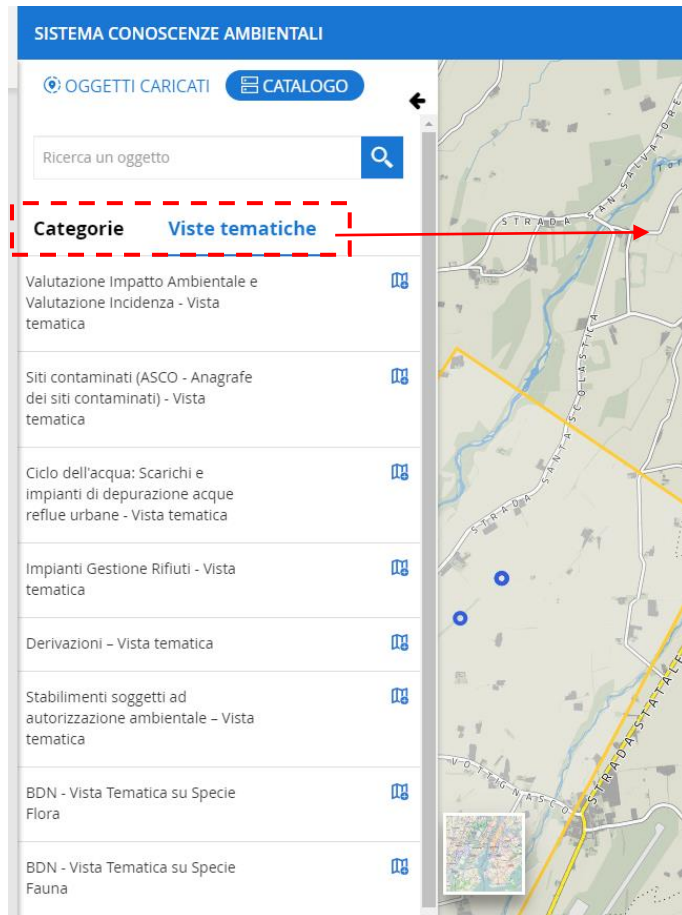 SISTEMA CONOSCENZE AMBIENTALI
OGGETTI CARICATI
CATALOGO
Ricerca un oggetto
Categorie
Viste tematiche
Valutazione Impatto Ambientale e
Valutazione Incidenza - Vista
tematica
Siti contaminati (ASCO - Anagrafe
dei siti contaminati) - Vista
tematica
Ciclo dell'acqua: Scarichi e
impianti di depurazione acque
reflue urbane - Vista tematica
Impianti Gestione Rifiuti - Vista
tematica
Derivazioni – Vista tematica
Stabilimenti soggetti ad
autorizzazione ambientale – Vista
tematica
BDN - Vista Tematica su Specie
Flora
BDN - Vista Tematica su Specie
Fauna
STRADA SAN SALVATORE
STRADA SANTA SCOLASTICA
STRADA STATALE
VOTTIGNASCO